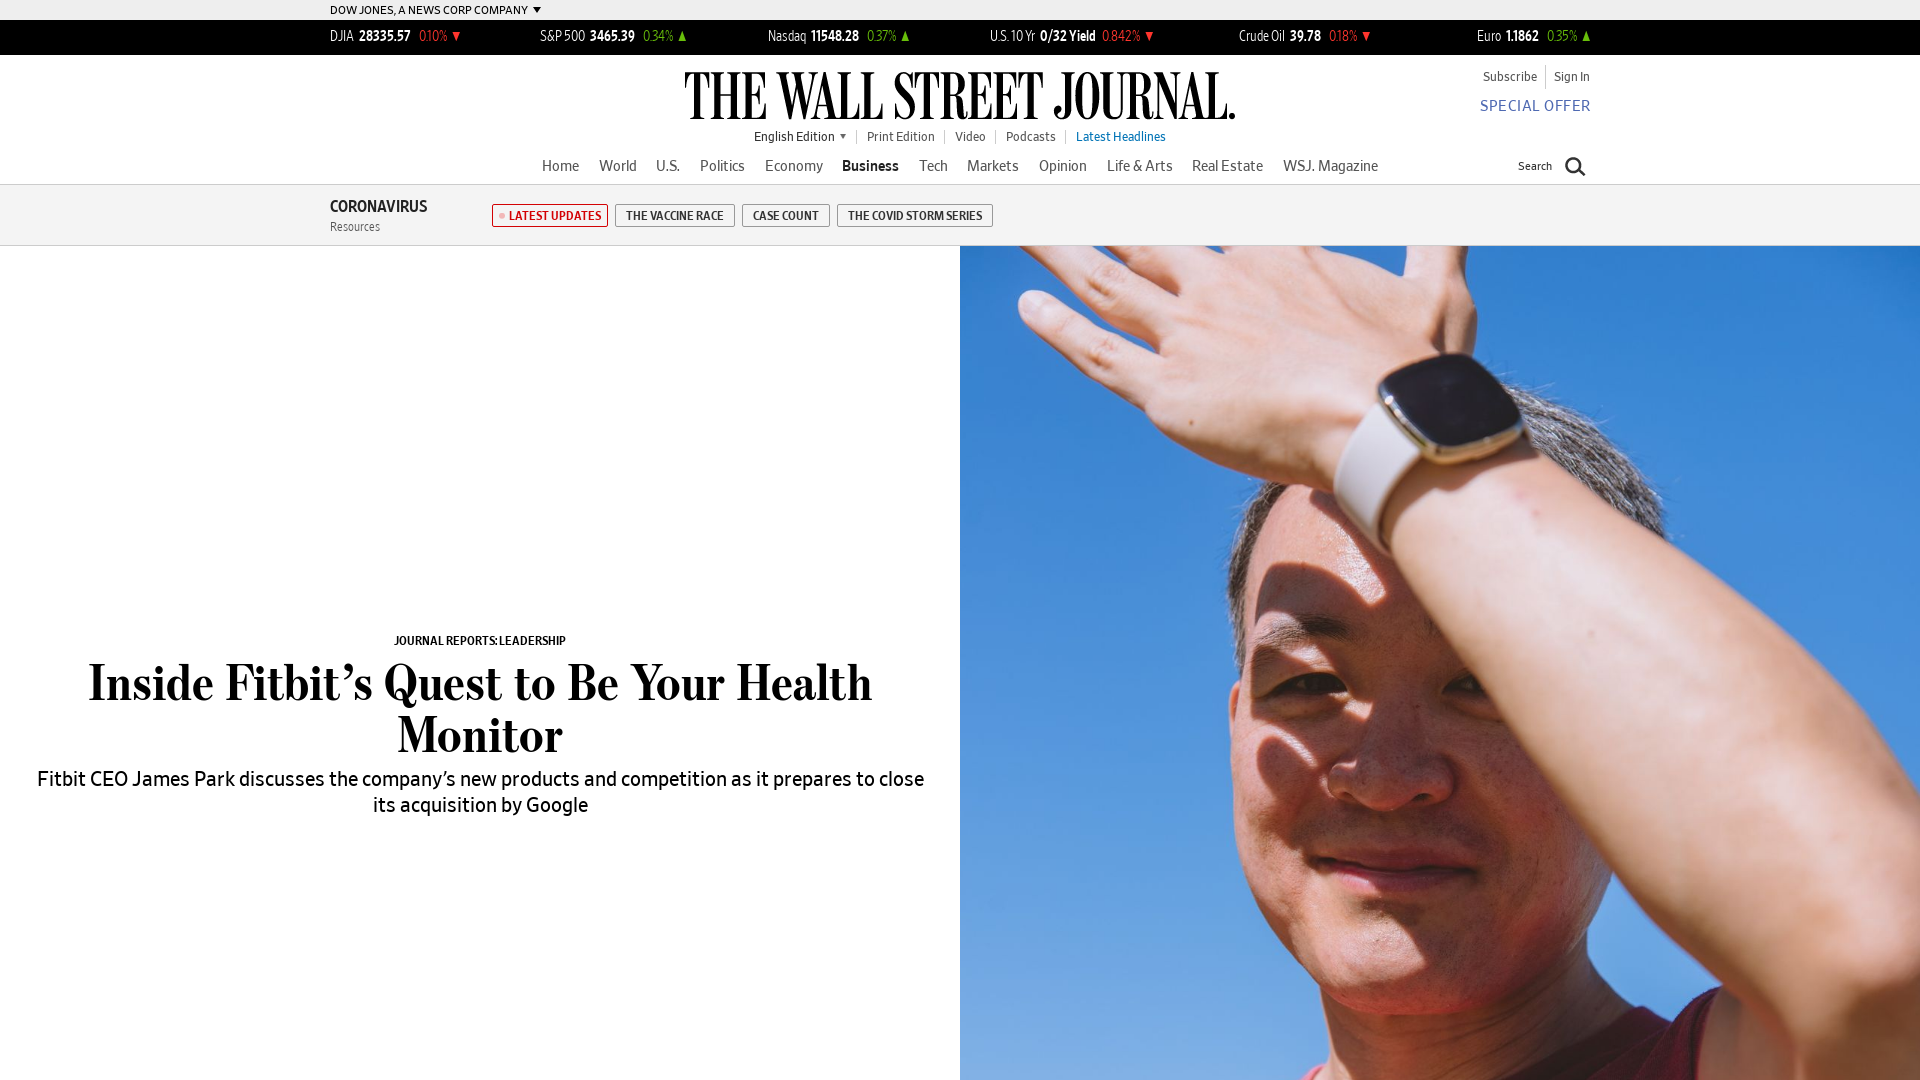 DOW JONES, A NEWS CORP COMPANY
DJIA 28335.57 0.10% S&P 500 3465.39 0.34% Nasdaq 11548.28 0.37% U.S. 10 Yr 0/32 Yield 0.842% Crude Oil 39.78 0.18% Euro 1.1862 0.35%
THE WALL STREET JOURNAL.
Subscribe Sign In
SPECIAL OFFER
English Edition Print Edition Video Podcasts Latest Headlines
Home World U.S. Politics Economy Business Tech Markets Opinion Life & Arts Real Estate WSJ. Magazine Search
CORONAVIRUS
Resources
LATEST UPDATES THE VACCINE RACE CASE COUNT THE COVID STORM SERIES
JOURNAL REPORTS: LEADERSHIP
Inside Fitbit’s Quest to Be Your Health
Monitor
Fitbit CEO James Park discusses the company’s new products and competition as it prepares to close
its acquisition by Google